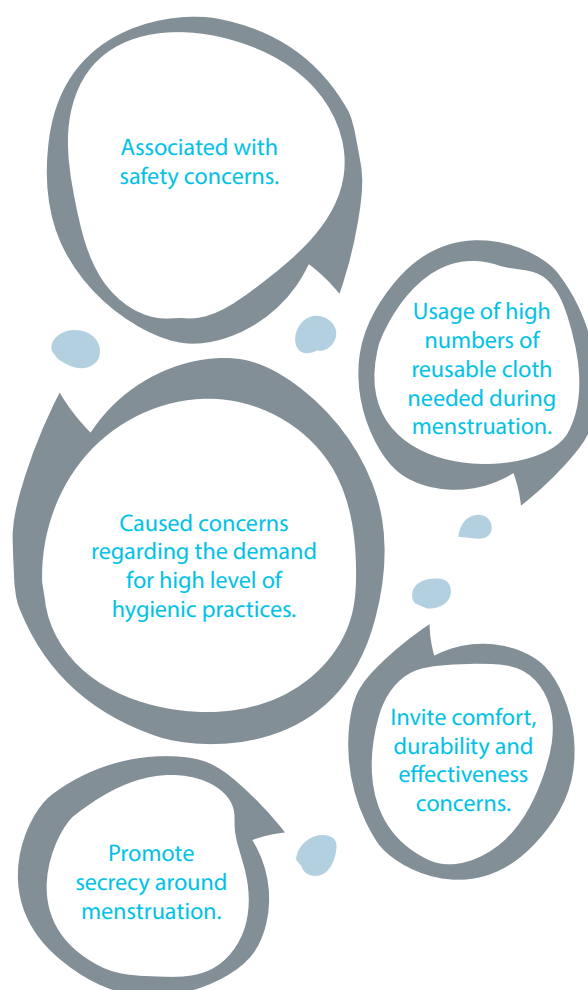 Associated with
safety concerns.
Usage of high
numbers of
reusable cloth
needed during
menstruation.
Caused concerns
regarding the demand
for high level of
hygienic practices.
Invite comfort,
durability and
effectiveness
concerns.
Promote
secrecy around
menstruation.